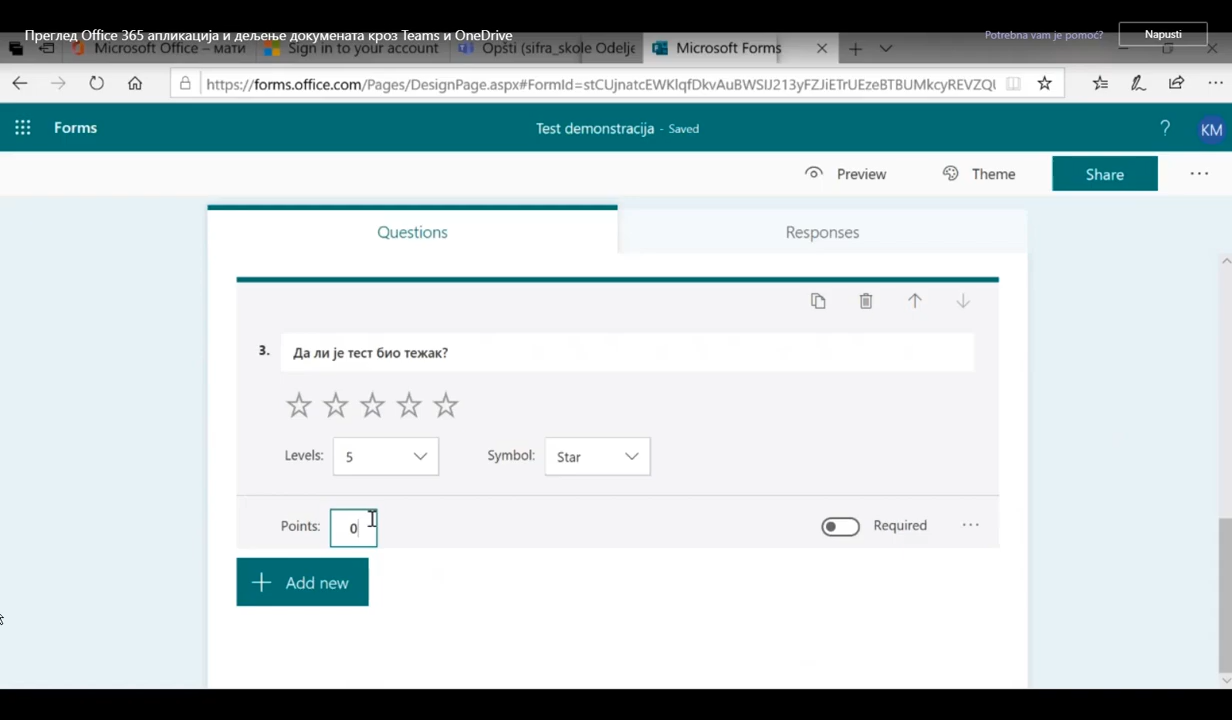 Преглед Office 365 апликација и дељење докумената кроз Teams и OneDrive
Potrebna vam je pomoć?
Napusti
Microsoft Office – мати
Sign in to your account
Opšti (sifra_skole Odelje
Microsoft Forms
https://forms.office.com/Pages/DesignPage.aspx#FormId=stCUjnatcEWKlqfDkvAuBWSIJ213yFZJiETrUEzeBTBUMkcyREVZQU
Forms
Test demonstracija - Saved
?
KM
Preview
Theme
Share
Questions
Responses
3.
Да ли је тест био тежак?
Levels:
5
Symbol:
Star
Points:
0
Required
Add new